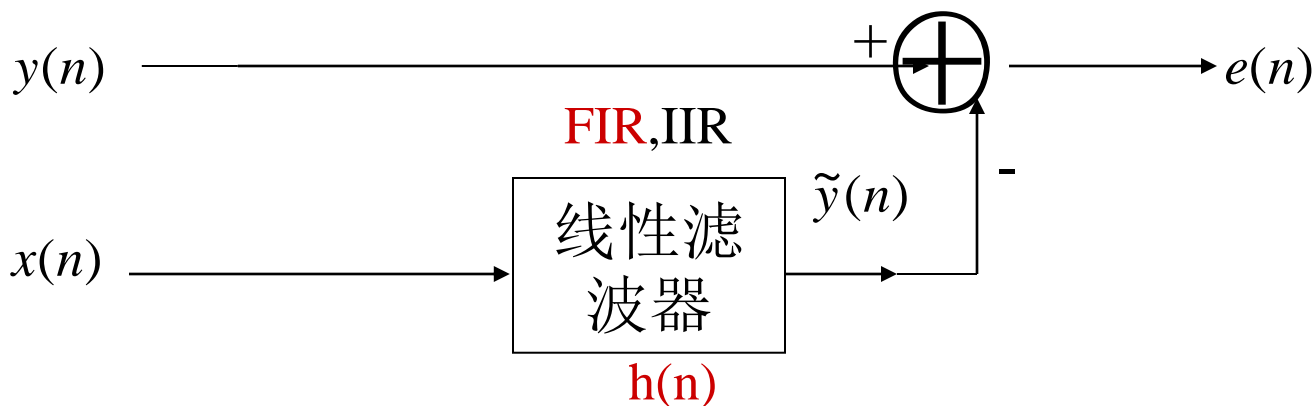 +
y(n)
e(n)
FIR,IIR
-
ỹ(n)
线性滤
波器
x(n)
h(n)